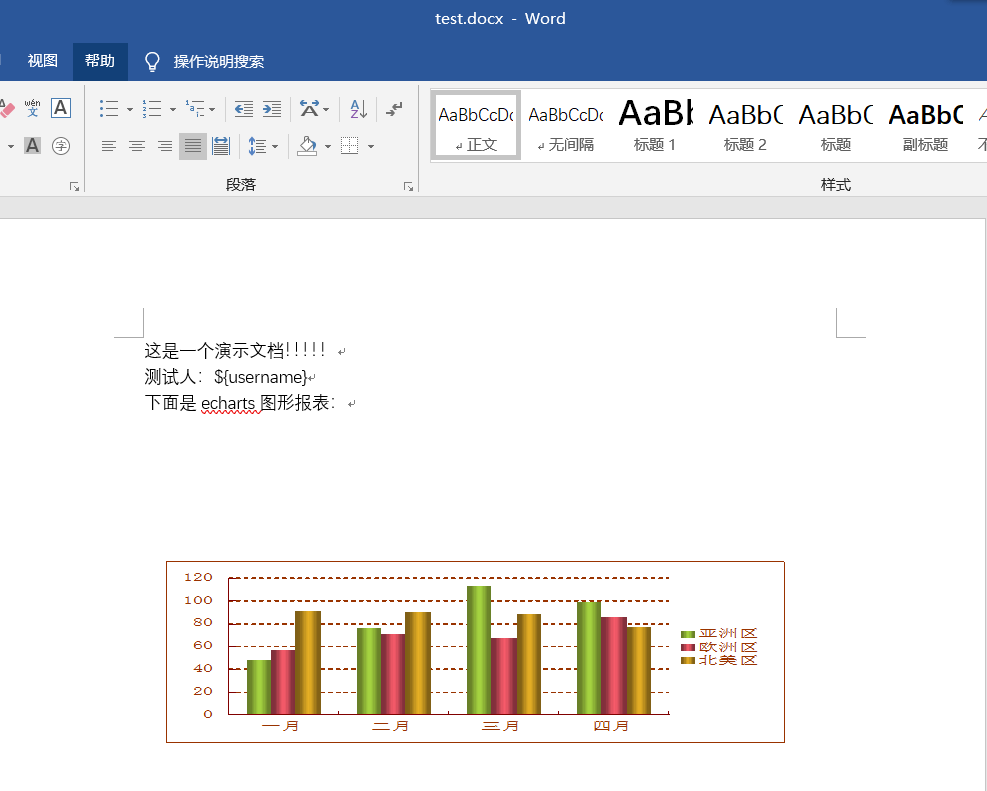 test.docx - Word
视图 帮助 操作说明搜索
wén
文 A
A 字
A
Z
段落
AaBbCcDc AaBbCcDc AaBl AaBbC AaBbC AaBbC
正文 无间隔 标题 1 标题 2 标题 副标题
样式
这是一个演示文档!!!!!
测试人：${username}
下面是 echarts 图形报表：
120
100
80
60
40
20
0
一月 二月 三月 四月
亚洲区
欧洲区
北美区